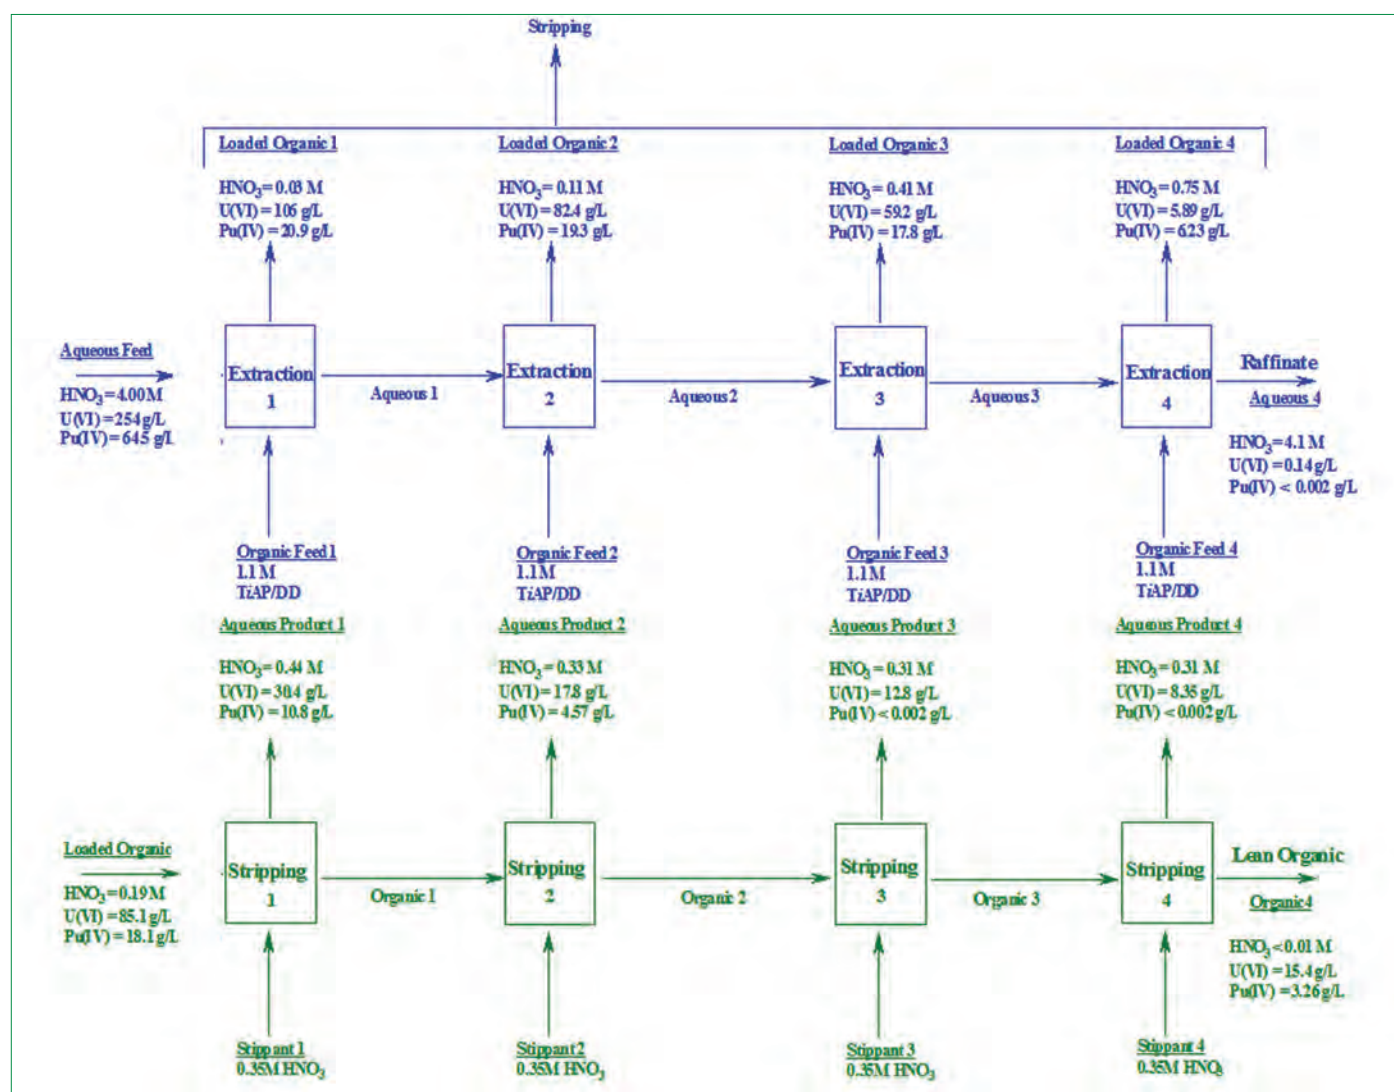 Stripping
Loaded Organic 1
HNO3= 0.03 M
U(VI) = 106 g/L
Pu(IV) = 20.9 g/L
Loaded Organic 2
HNO3= 0.11 M
U(VI) = 82.4 g/L
Pu(IV) = 19.3 g/L
Loaded Organic 3
HNO3= 0.41 M
U(VI) = 59.2 g/L
Pu(IV) = 17.8 g/L
Loaded Organic 4
HNO3= 0.75 M
U(VI) = 5.89 g/L
Pu(IV) = 6.23 g/L
Aqueous Feed
HNO3= 4.00 M
U(VI) = 254 g/L
Pu(IV) = 64.5 g/L
Extraction
1
Aqueous 1
Extraction
2
Aqueous 2
Extraction
3
Aqueous 3
Extraction
4
Raffinate
Aqueous 4
HNO3= 4.1 M
U(VI) = 0.14 g/L
Pu(IV) < 0.002 g/L
Organic Feed 1
1.1 M
TiAP/DD
Organic Feed 2
1.1 M
TiAP/DD
Organic Feed 3
1.1 M
TiAP/DD
Organic Feed 4
1.1 M
TiAP/DD
Aqueous Product 1
HNO3= 0.44 M
U(VI) = 30.4 g/L
Pu(IV) = 10.8 g/L
Aqueous Product 2
HNO3= 0.33 M
U(VI) = 17.8 g/L
Pu(IV) = 4.57 g/L
Aqueous Product 3
HNO3= 0.31 M
U(VI) = 12.8 g/L
Pu(IV) < 0.002 g/L
Aqueous Product 4
HNO3= 0.31 M
U(VI) = 8.35 g/L
Pu(IV) < 0.002 g/L
Loaded Organic
HNO3= 0.19 M
U(VI) = 85.1 g/L
Pu(IV) = 18.1 g/L
Stripping
1
Organic 1
Stripping
2
Organic 2
Stripping
3
Organic 3
Stripping
4
Lean Organic
Organic 4
HNO3 < 0.01 M
U(VI) = 15.4 g/L
Pu(IV) = 3.26 g/L
Stippant 1
0.35M HNO3
Stippant 2
0.35M HNO3
Stippant 3
0.35M HNO3
Stippant 4
0.35M HNO3